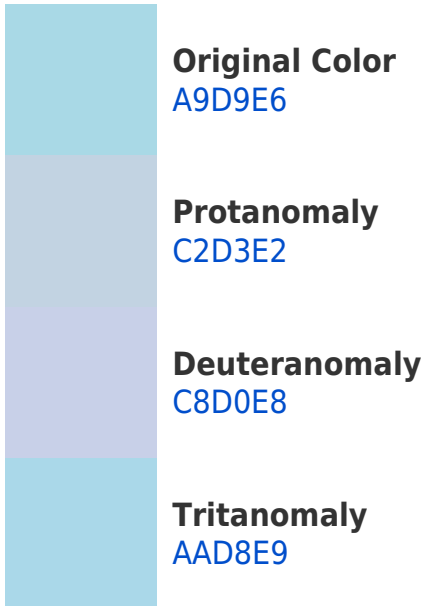 Original Color
A9D9E6
Protanomaly
C2D3E2
Deuteranomaly
C8D0E8
Tritanomaly
AAD8E9